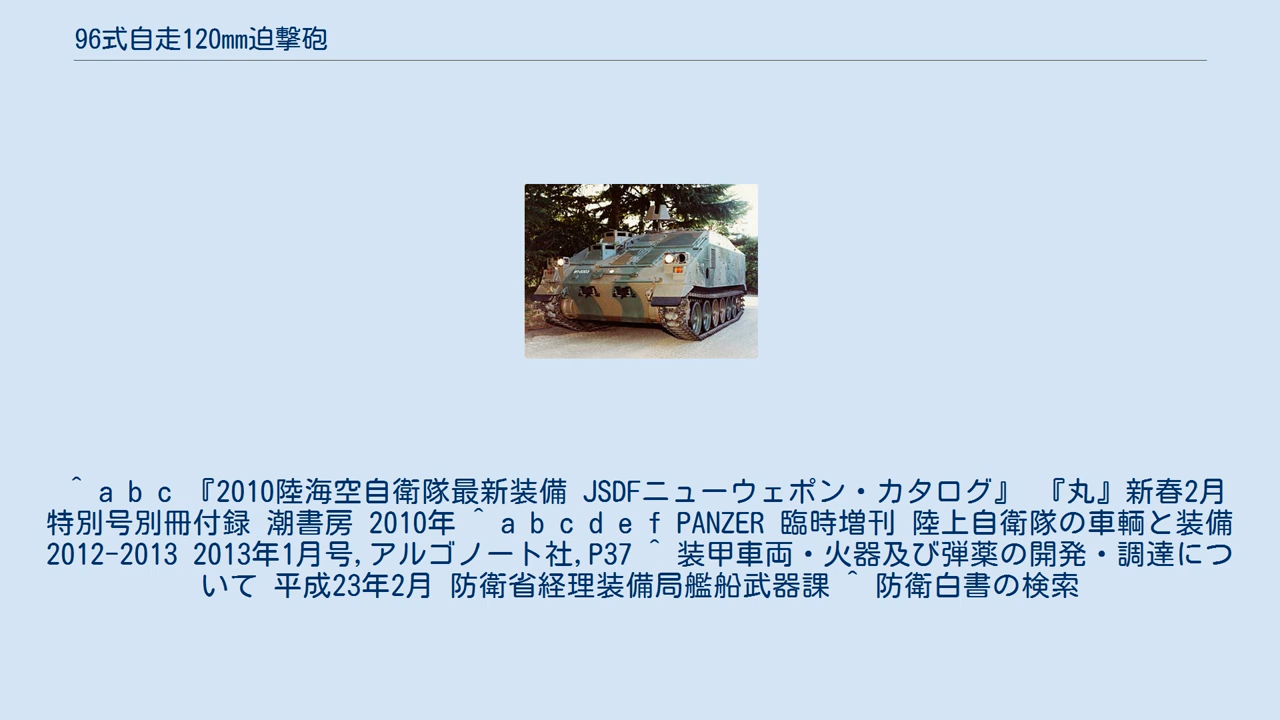 96式自走120mm迫撃砲
^ a b c 『2010陸海空自衛隊最新装備 JSDFニューウェポン・カタログ』 『丸』新春2月
特別号別冊付録 潮書房 2010年 ^ a b c d e f PANZER 臨時増刊 陸上自衛隊の車輌と装備
2012-2013 2013年1月号,アルゴノート社,P37 ^ 装甲車両・火器及び弾薬の開発・調達につ
いて 平成23年2月 防衛省経理装備局艦船武器課 ^ 防衛白書の検索